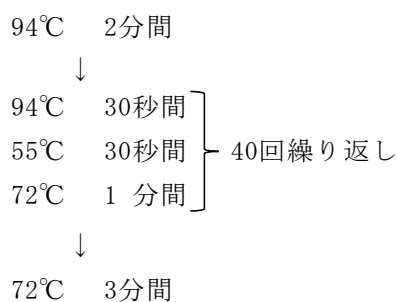 94℃ 2分間
↓
94℃ 30秒間
55℃ 30秒間 40回繰り返し
72℃ 1 分間
↓
72℃ 3分間